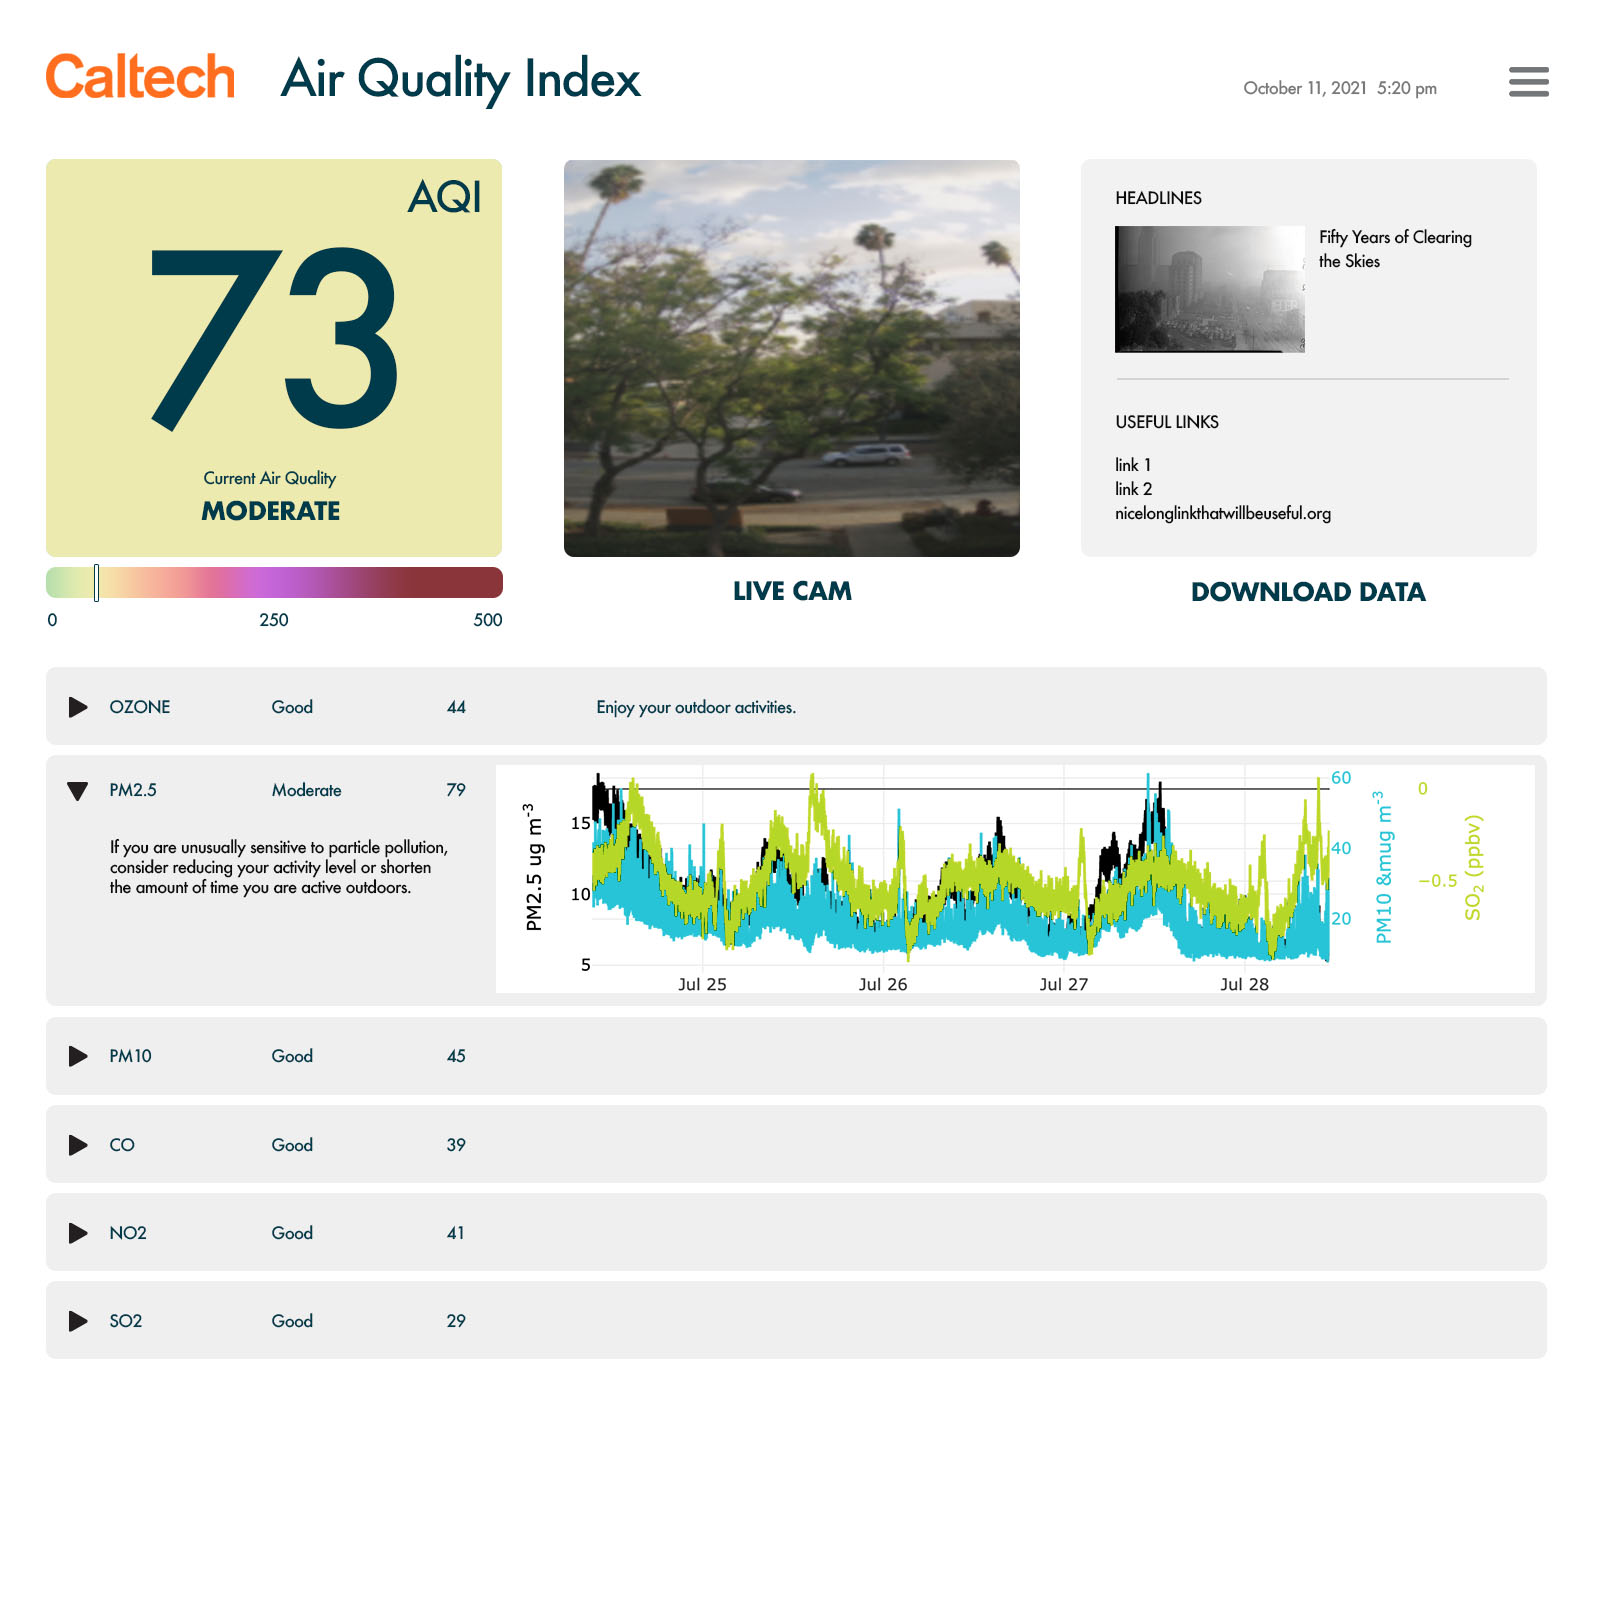 Caltech
Air Quality Index
October 11, 2021 5:20 pm
AQI
73
Current Air Quality
MODERATE
0 250 500
LIVE CAM
HEADLINES
Fifty Years of Clearing
the Skies
USEFUL LINKS
link 1
link 2
nicelonglinkthatwillbeuseful.org
DOWNLOAD DATA
OZONE Good 44 Enjoy your outdoor activities.
PM2.5 Moderate 79
If you are unusually sensitive to particle pollution,
consider reducing your activity level or shorten
the amount of time you are active outdoors.
PM2.5 ug m-3
15
10
5
Jul 25 Jul 26 Jul 27 Jul 28
60
40
20
PM10 &mug m-3
0
−0.5
SO2 (ppbv)
PM10 Good 45
CO Good 39
NO2 Good 41
SO2 Good 29